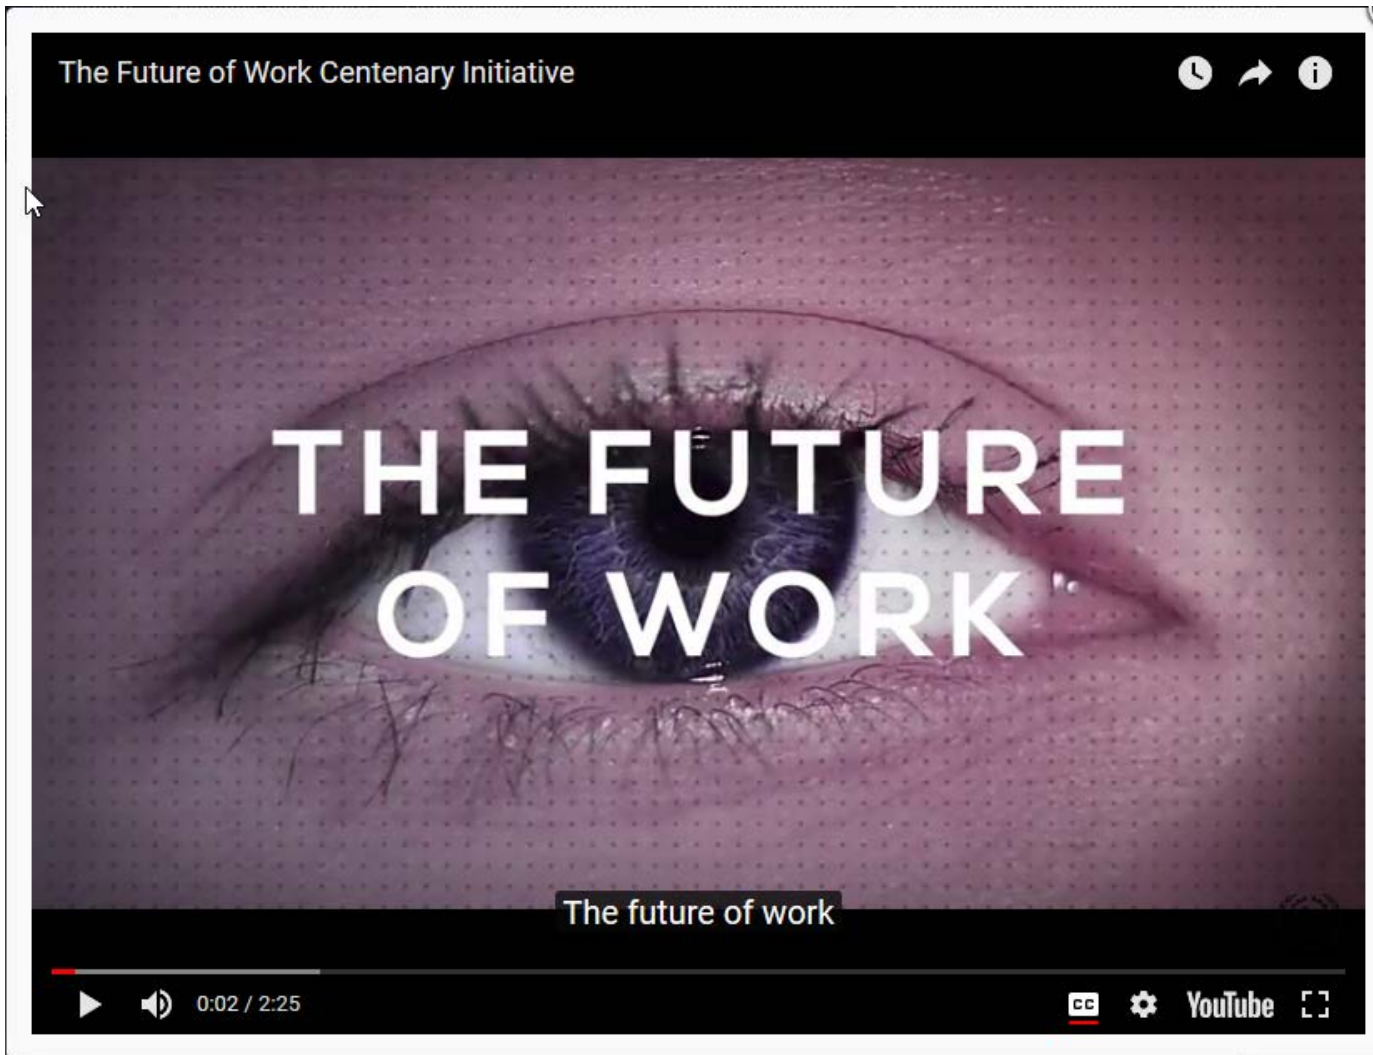 The Future of Work Centenary Initiative
THE FUTURE
OF WORK
The future of work
0:02 / 2:25
CC
YouTube